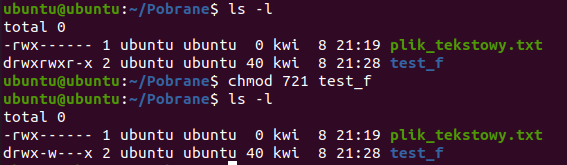 ubuntu@ubuntu:~/Pobrane$ ls -l
total 0
-rwx------ 1 ubuntu ubuntu  0 kwi  8 21:19 plik_tekstowy.txt
drwxrwxr-x 2 ubuntu ubuntu 40 kwi  8 21:28 test_f
ubuntu@ubuntu:~/Pobrane$ chmod 721 test_f
ubuntu@ubuntu:~/Pobrane$ ls -l
total 0
-rwx------ 1 ubuntu ubuntu  0 kwi  8 21:19 plik_tekstowy.txt
drwx-w---x 2 ubuntu ubuntu 40 kwi  8 21:28 test_f